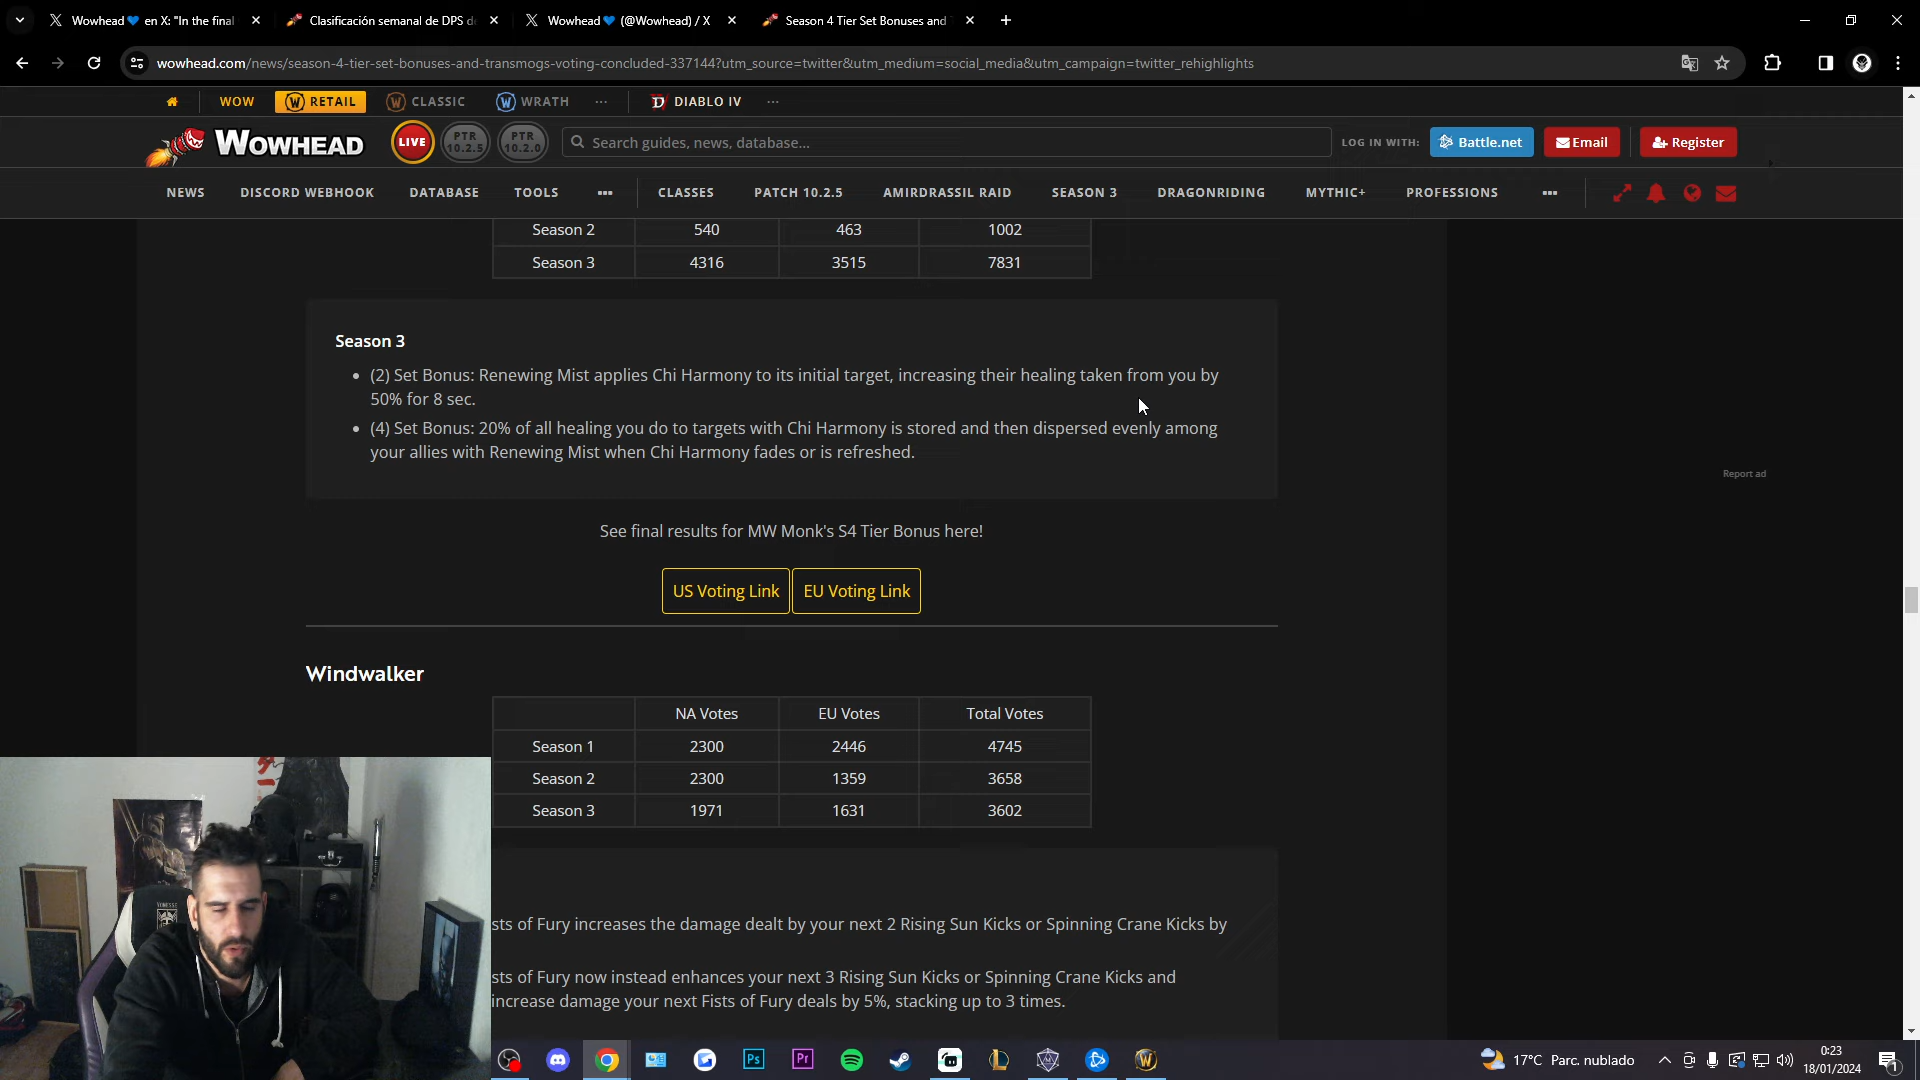 Wowhead💙 en X: "In the final
Clasificación semanal de DPS d
Wowhead💙 (@Wowhead) / X
Season 4 Tier Set Bonuses and
wowhead.com/news/season-4-tier-set-bonuses-and-transmogs-voting-concluded-337144?utm_source=twitter&utm_medium=social_media&utm_campaign=twitter_rehighlights
WOW RETAIL CLASSIC WRATH ... DIABLO IV ...
WOWHEAD LIVE PTR 10.2.5 PTR 10.2.0 Search guides, news, database... LOG IN WITH: Battle.net Email Register
NEWS DISCORD WEBHOOK DATABASE TOOLS ... CLASSES PATCH 10.2.5 AMIRDRASSIL RAID SEASON 3 DRAGONRIDING MYTHIC+ PROFESSIONS ...
Season 2 540 463 1002
Season 3 4316 3515 7831
Season 3
• (2) Set Bonus: Renewing Mist applies Chi Harmony to its initial target, increasing their healing taken from you by
50% for 8 sec.
• (4) Set Bonus: 20% of all healing you do to targets with Chi Harmony is stored and then dispersed evenly among
your allies with Renewing Mist when Chi Harmony fades or is refreshed.
Report ad
See final results for MW Monk's S4 Tier Bonus here!
US Voting Link EU Voting Link
Windwalker
NA Votes EU Votes Total Votes
Season 1 2300 2446 4745
Season 2 2300 1359 3658
Season 3 1971 1631 3602
sts of Fury increases the damage dealt by your next 2 Rising Sun Kicks or Spinning Crane Kicks by
sts of Fury now instead enhances your next 3 Rising Sun Kicks or Spinning Crane Kicks and
increase damage your next Fists of Fury deals by 5%, stacking up to 3 times.
Ps Pr 17°C Parc. nublado 0:23
18/01/2024 1